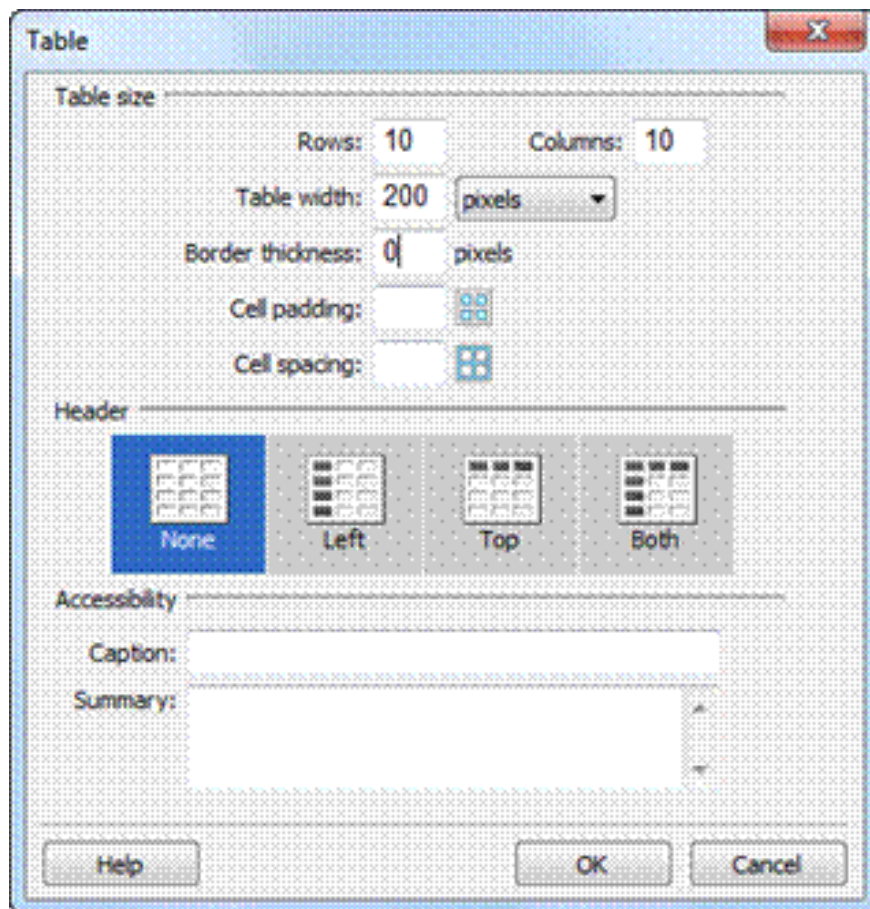 Table
Table size
Rows: 10 Columns: 10
Table width: 200 pixels
Border thickness: 0 pixels
Cell padding:
Cell spacing:
Header
None Left Top Both
Accessibility
Caption:
Summary:
Help OK Cancel